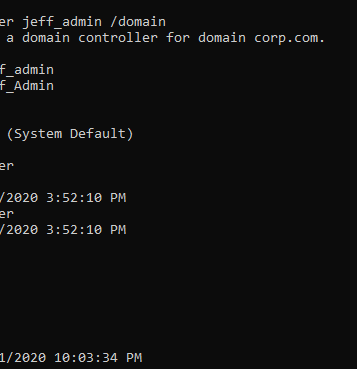 er jeff_admin /domain
a domain controller for domain corp.com.
f_admin
f_Admin
(System Default)
er
/2020 3:52:10 PM
er
/2020 3:52:10 PM
1/2020 10:03:34 PM